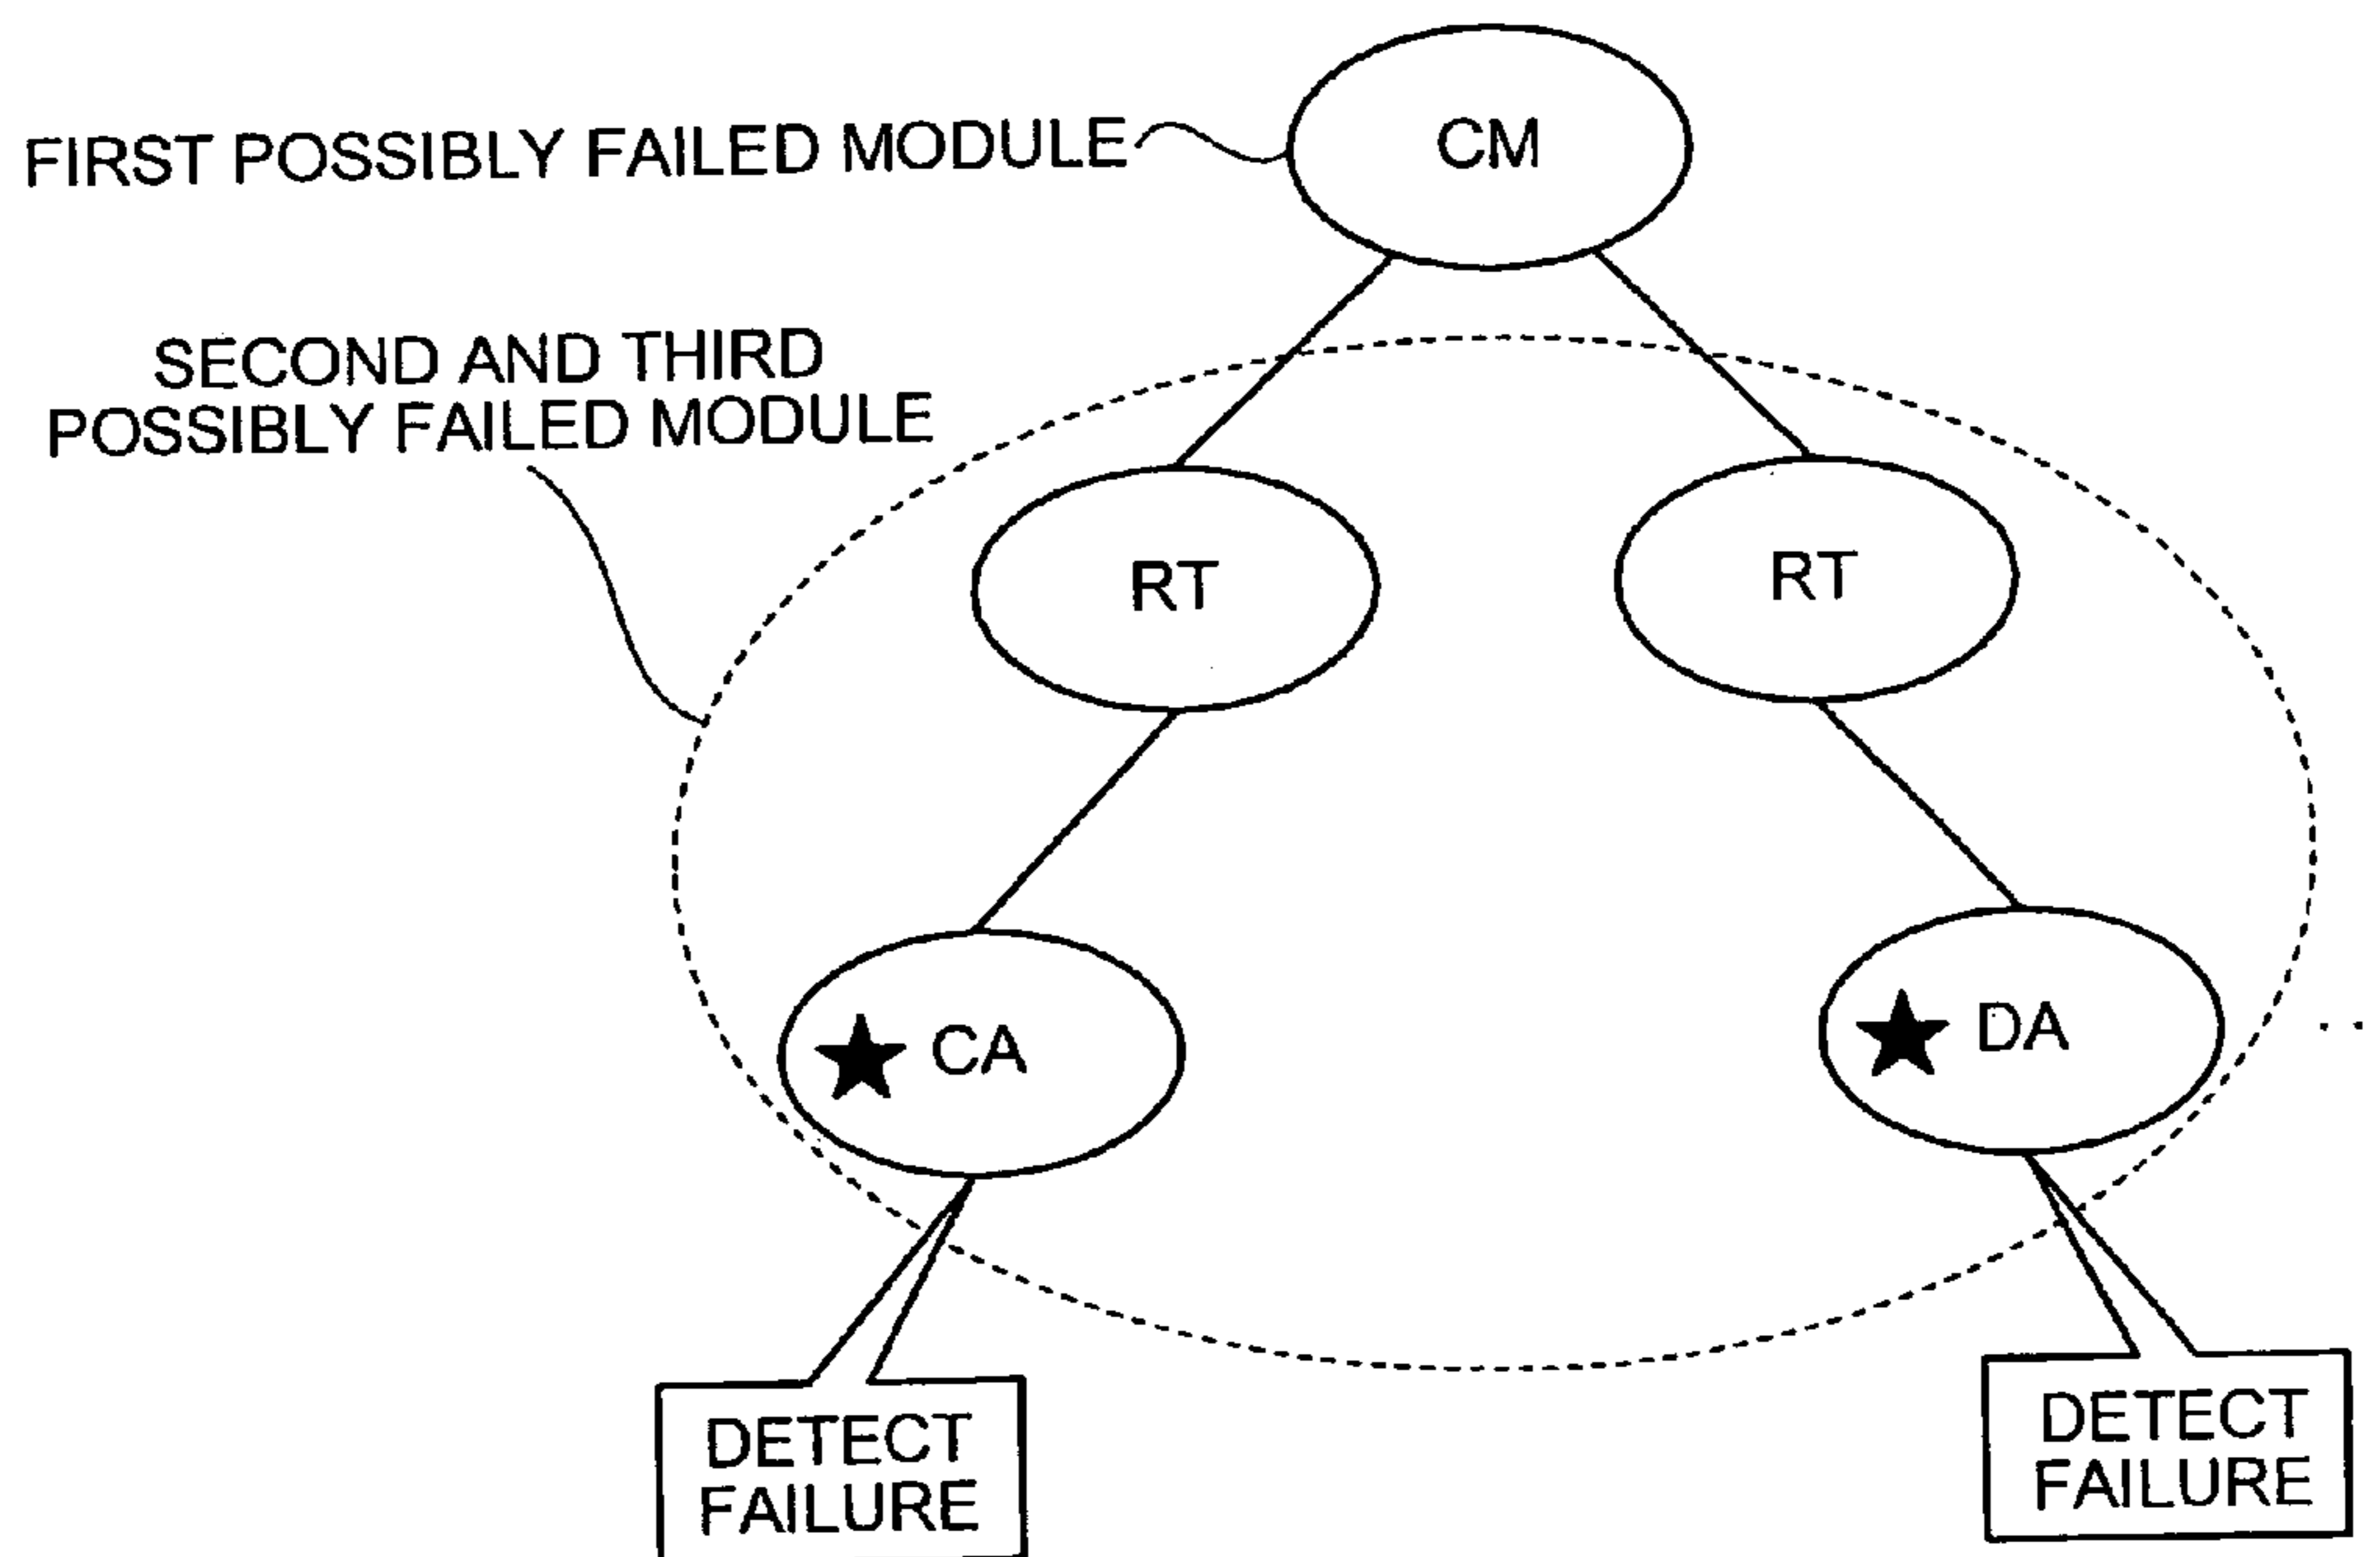 FIRST POSSIBLY FAILED MODULE
CM
SECOND AND THIRD
POSSIBLY FAILED MODULE
RT
RT
CA
DA
DETECT
FAILURE
DETECT
FAILURE